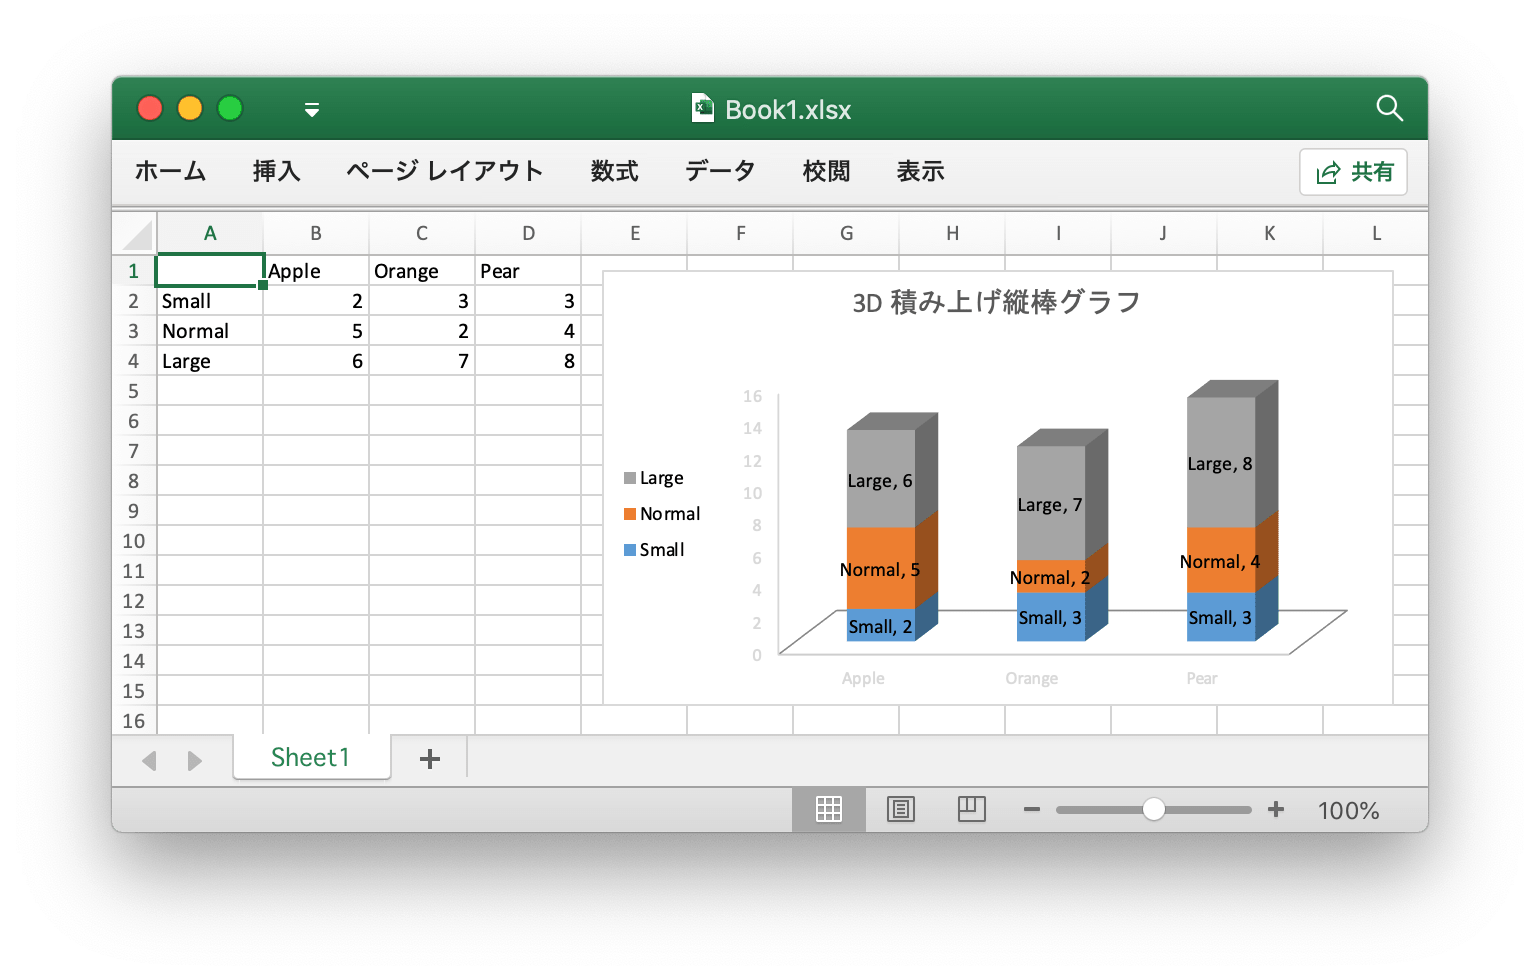 Book1.xlsx
ホーム 挿入 ページ レイアウト 数式 データ 校閲 表示 共有
A B C D E F G H I J K L
1 Apple Orange Pear
2 Small 2 3 3
3 Normal 5 2 4
4 Large 6 7 8
5
6
7
8
9
10
11
12
13
14
15
16
3D 積み上げ縦棒グラフ
Large
Normal
Small
16
14
12
10
8
6
4
2
0
Large, 6
Normal, 5
Small, 2
Large, 7
Normal, 2
Small, 3
Large, 8
Normal, 4
Small, 3
Apple Orange Pear
Sheet1
100%